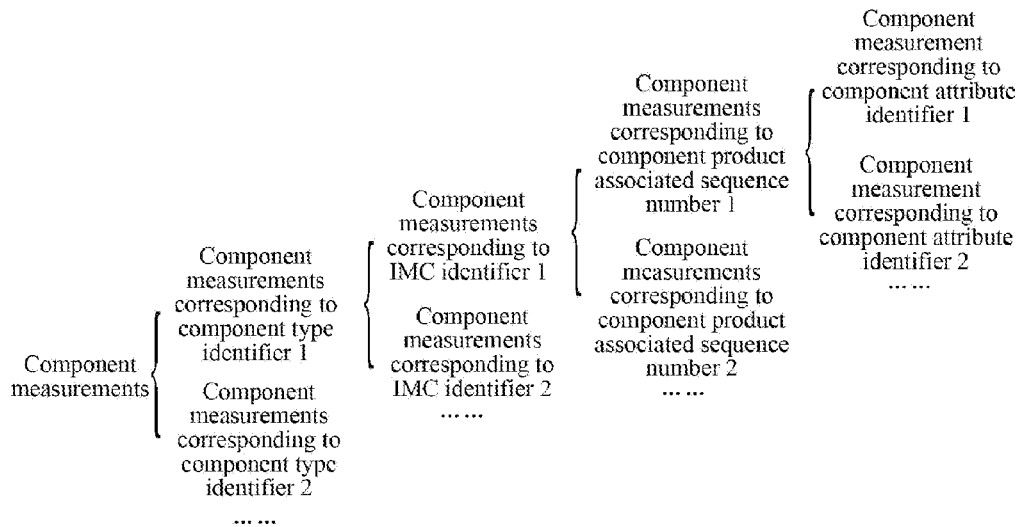 Component
measurements
Component
measurements
corresponding to
component type
identifier 1
Component
measurements
corresponding to
component type
identifier 2
... ...
Component
measurements
corresponding to
IMC identifier 1
Component
measurements
corresponding to
IMC identifier 2
... ...
Component
measurements
corresponding to
component product
associated sequence
number 1
Component
measurements
corresponding to
component product
associated sequence
number 2
... ...
Component
measurement
corresponding to
component attribute
identifier 1
Component
measurement
corresponding to
component attribute
identifier 2
... ...